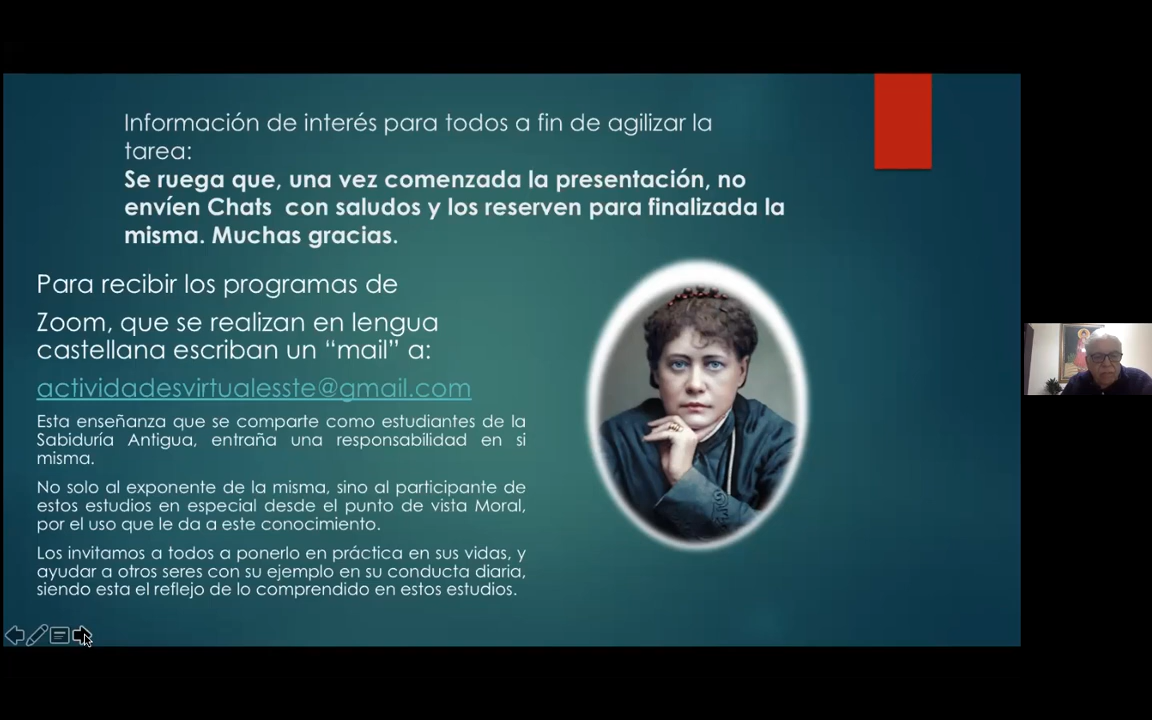 Información de interés para todos a fin de agilizar la
tarea:
Se ruega que, una vez comenzada la presentación, no
envíen Chats con saludos y los reserven para finalizada la
misma. Muchas gracias.
Para recibir los programas de
Zoom, que se realizan en lengua
castellana escriban un “mail” a:
actividadesvirtualesste@gmail.com
Esta enseñanza que se comparte como estudiantes de la
Sabiduría Antigua, entraña una responsabilidad en si
misma.
No solo al exponente de la misma, sino al participante de
estos estudios en especial desde el punto de vista Moral,
por el uso que le da a este conocimiento.
Los invitamos a todos a ponerlo en práctica en sus vidas, y
ayudar a otros seres con su ejemplo en su conducta diaria,
siendo esta el reflejo de lo comprendido en estos estudios.